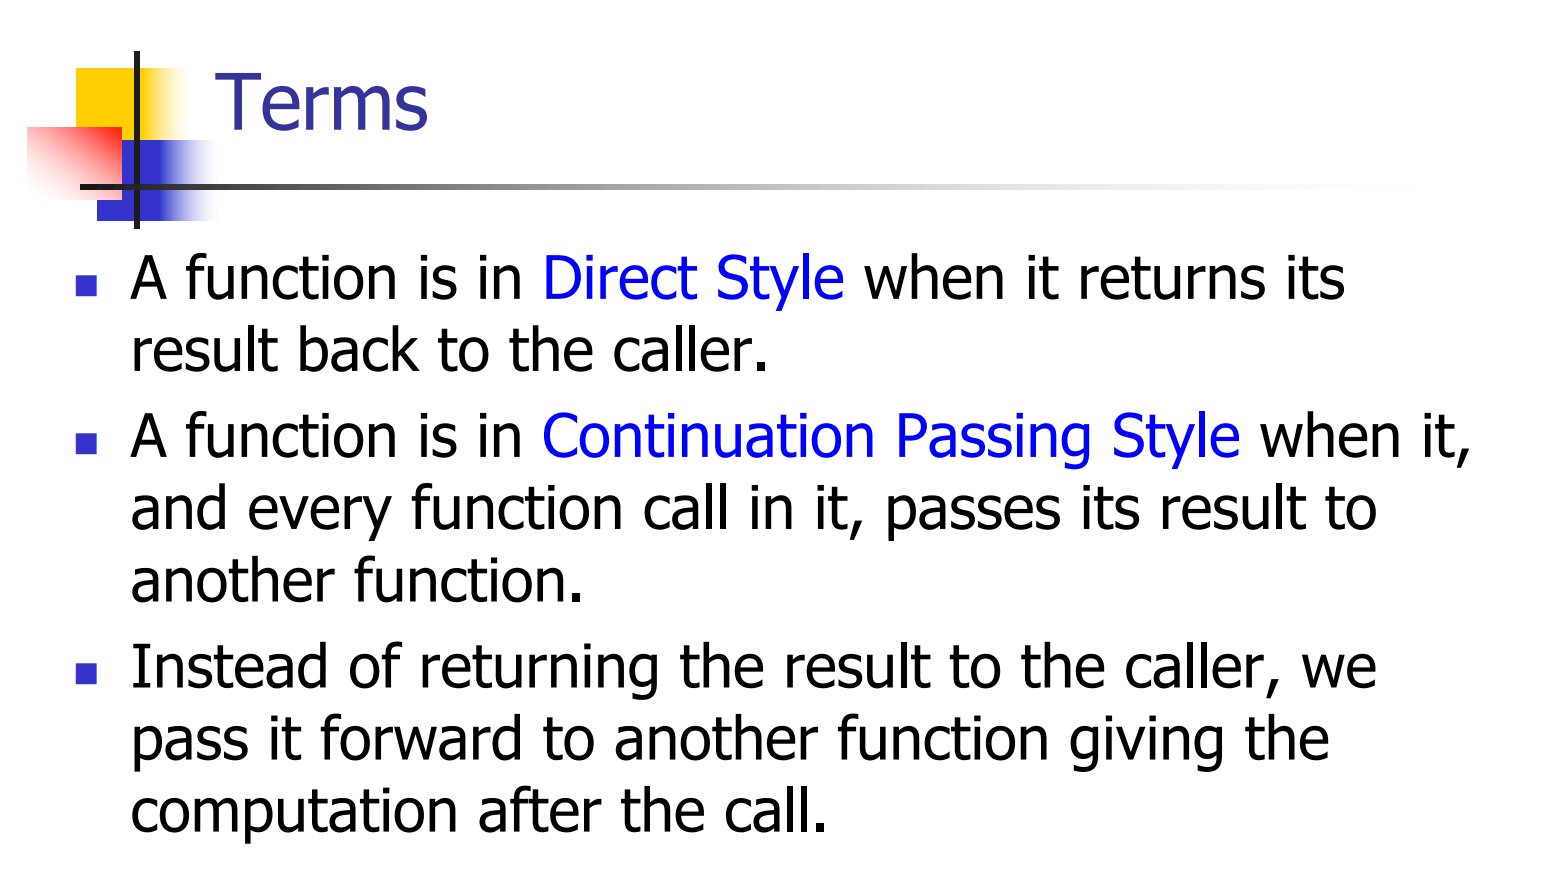 Terms
A function is in Direct Style when it returns its
result back to the caller.
A function is in Continuation Passing Style when it,
and every function call in it, passes its result to
another function.
Instead of returning the result to the caller, we
pass it forward to another function giving the
computation after the call.